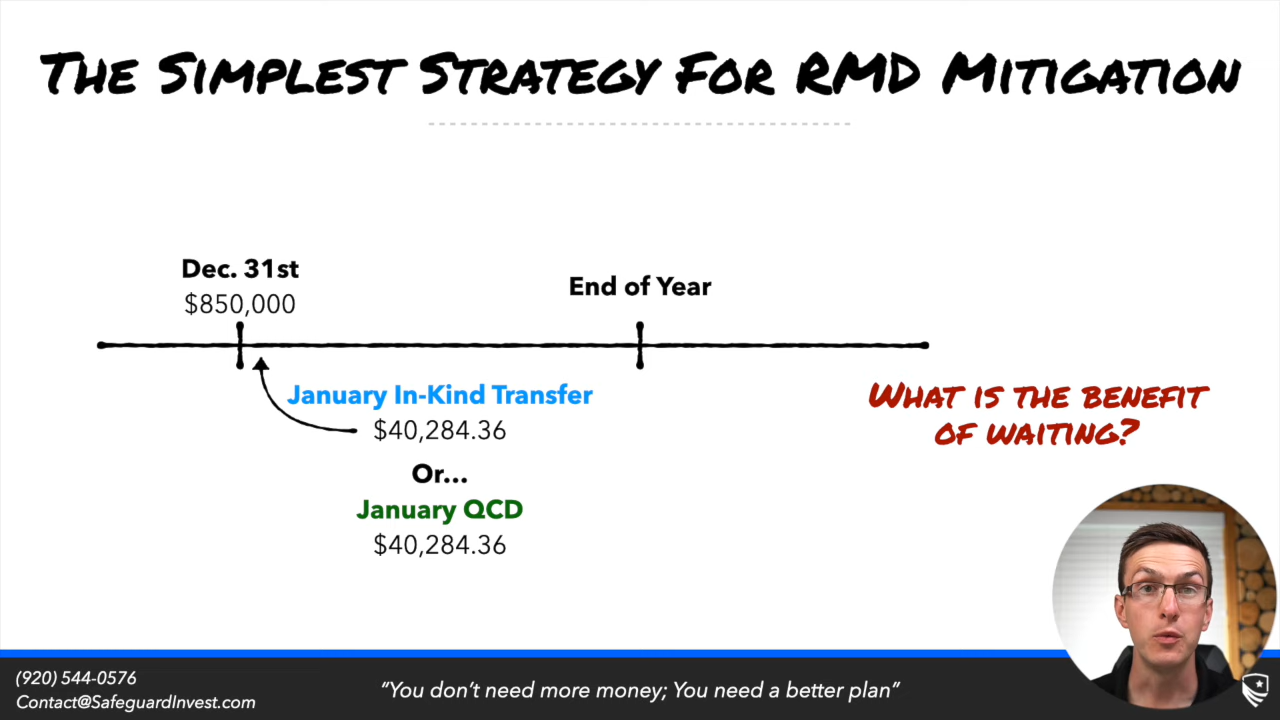 The Simplest Strategy For RMD Mitigation
Dec. 31st
$850,000
End of Year
January In-Kind Transfer
$40,284.36
Or...
January QCD
$40,284.36
What is the benefit
of waiting?
(920) 544-0576
Contact@SafeguardInvest.com
"You don't need more money; You need a better plan"